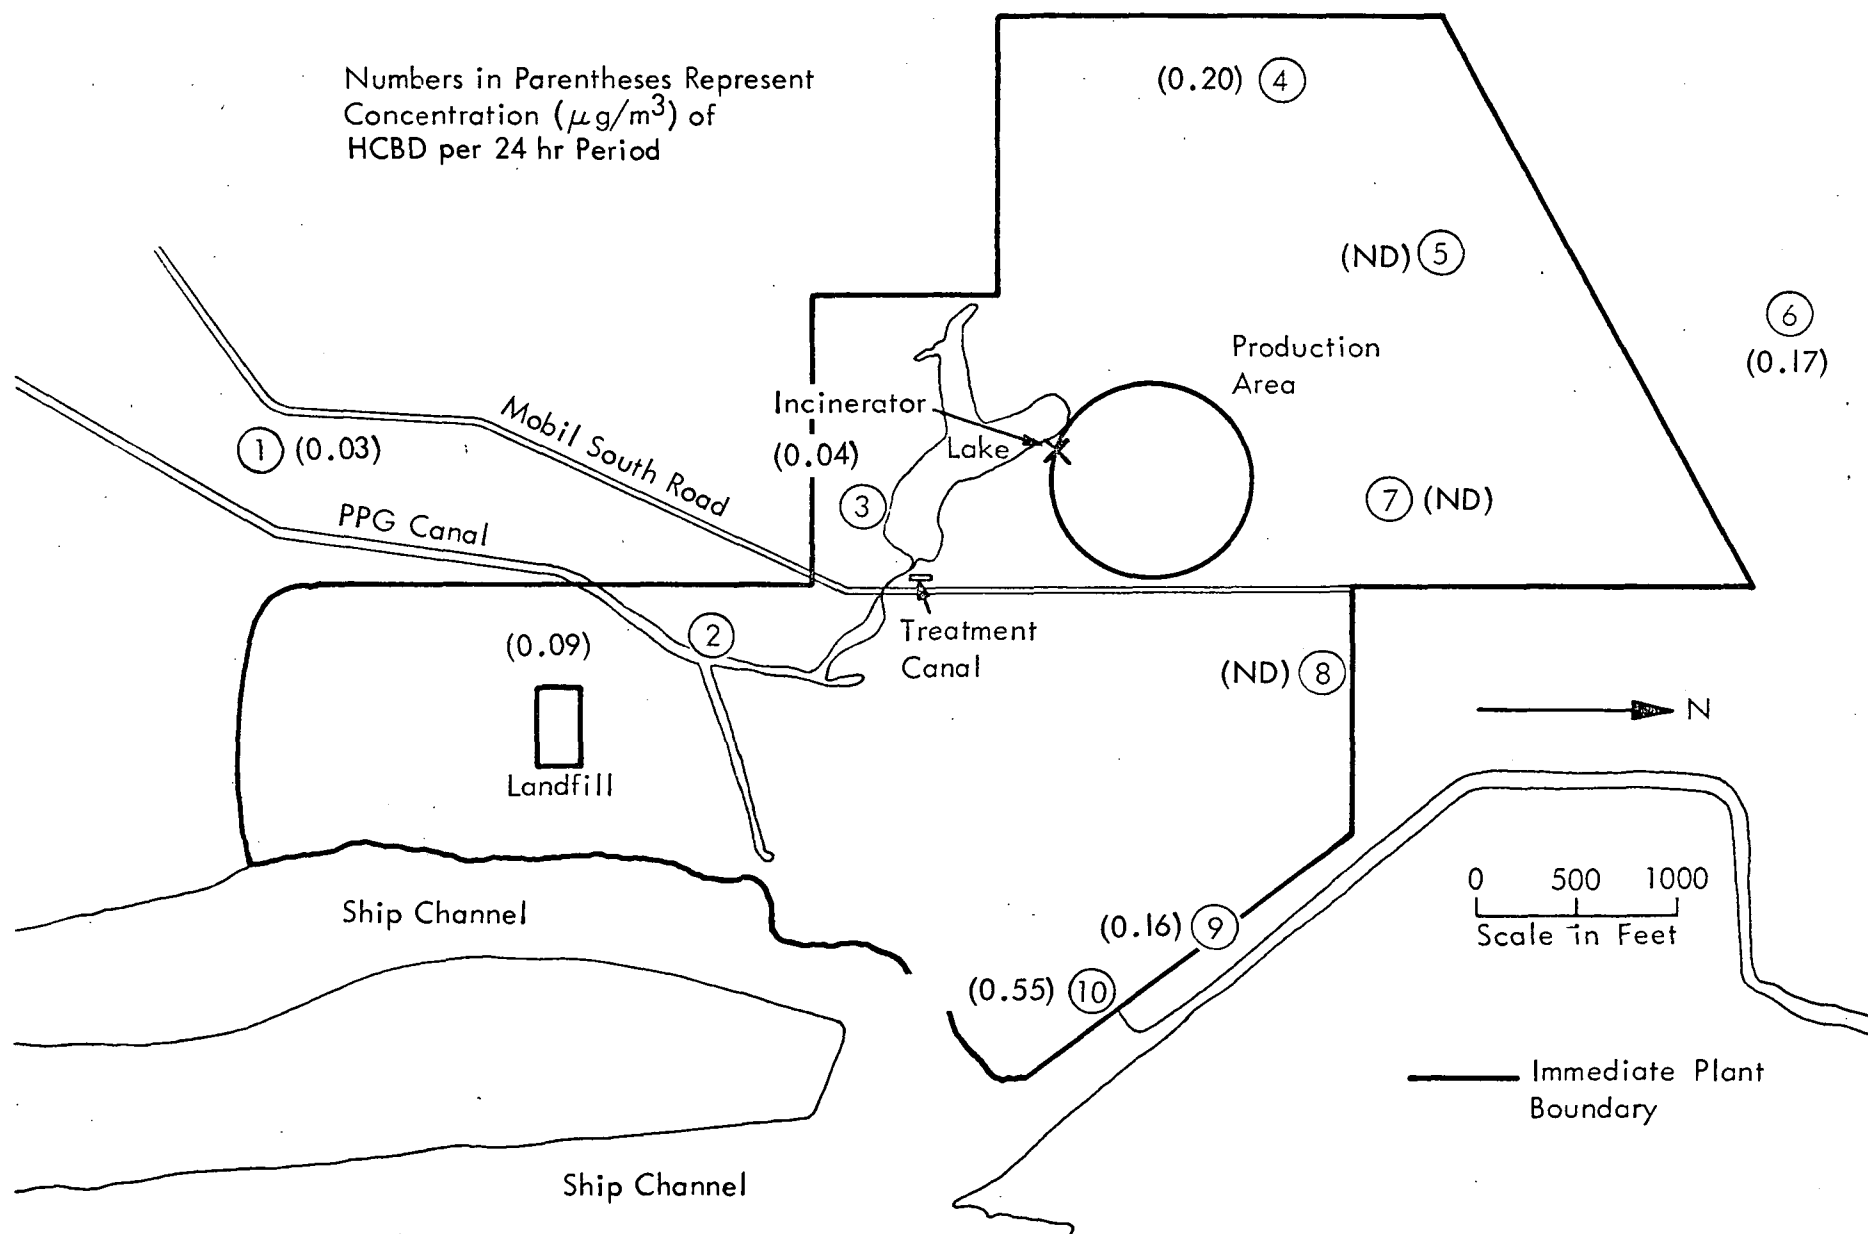 Numbers in Parentheses Represent
Concentration (μg/m³) of
HCBD per 24 hr Period
(0.20) 4
(ND) 5
6
(0.17)
Production
Area
Incinerator
Lake
(0.04)
3
1 (0.03)
Mobil South Road
PPG Canal
7 (ND)
2
(0.09)
Treatment
Canal
(ND) 8
N
Landfill
0 500 1000
Scale in Feet
Ship Channel
(0.16) 9
(0.55) 10
Immediate Plant
Boundary
Ship Channel